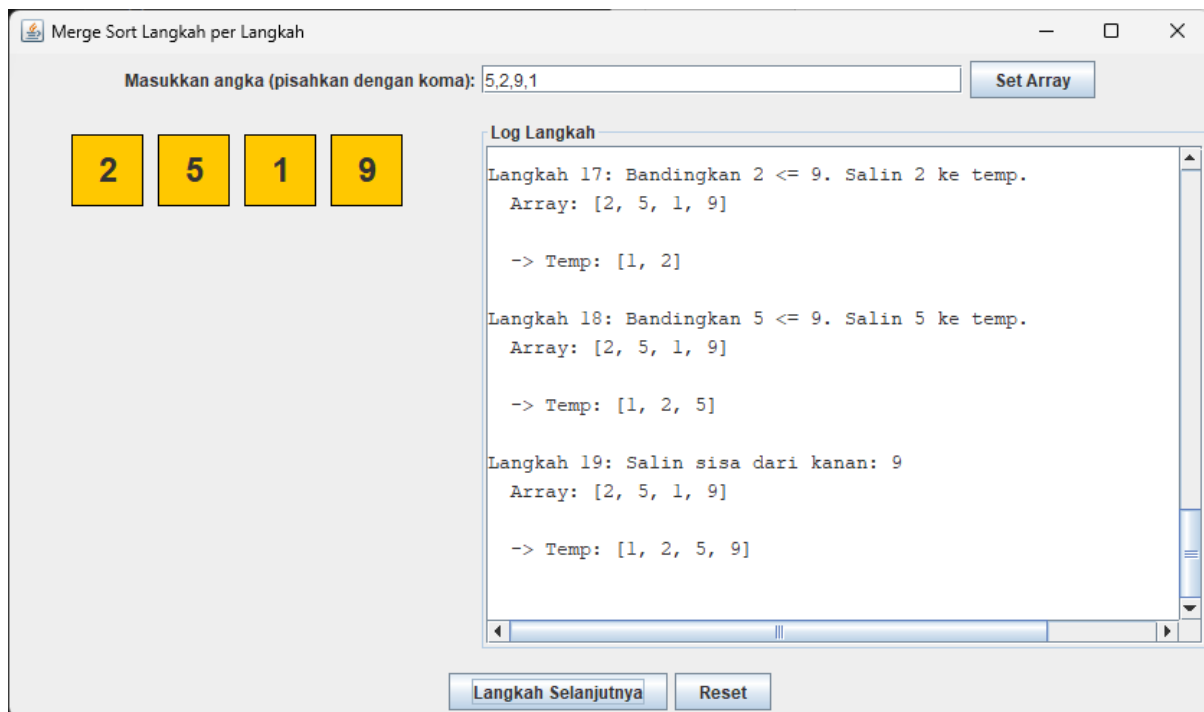 Merge Sort Langkah per Langkah
Masukkan angka (pisahkan dengan koma): 5,2,9,1 Set Array
2 5 1 9
Log Langkah
Langkah 17: Bandingkan 2 <= 9. Salin 2 ke temp.
Array: [2, 5, 1, 9]
-> Temp: [1, 2]
Langkah 18: Bandingkan 5 <= 9. Salin 5 ke temp.
Array: [2, 5, 1, 9]
-> Temp: [1, 2, 5]
Langkah 19: Salin sisa dari kanan: 9
Array: [2, 5, 1, 9]
-> Temp: [1, 2, 5, 9]
Langkah Selanjutnya Reset